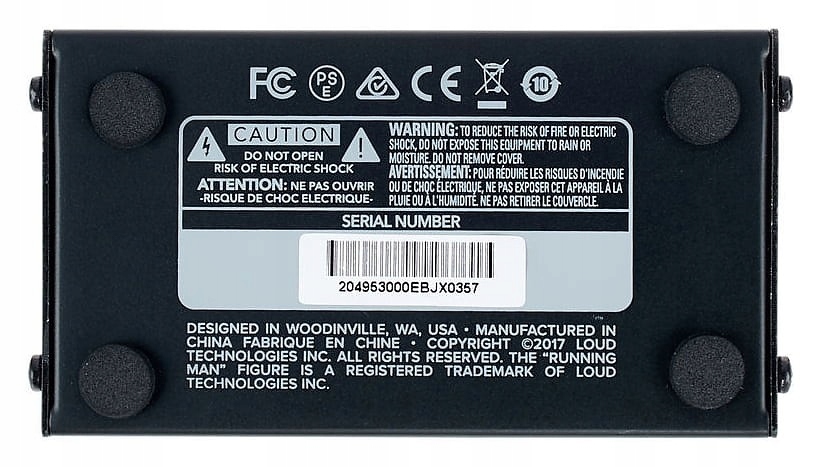 FC PS E CE 10
CAUTION
DO NOT OPEN
RISK OF ELECTRIC SHOCK
ATTENTION: NE PAS OUVRIR
-RISQUE DE CHOC ELECTRIQUE-
WARNING: TO REDUCE THE RISK OF FIRE OR ELECTRIC
SHOCK, DO NOT EXPOSE THIS EQUIPMENT TO RAIN OR
MOISTURE. DO NOT REMOVE COVER.
AVERTISSEMENT: POUR RÉDUIRE LES RISQUES D'INCENDIE
OU DE CHOC ÉLECTRIQUE, NE PAS EXPOSER CET APPAREIL À LA
PLUIE OU À L'HUMIDITÉ. NE PAS RETIRER LE COUVERCLE.
SERIAL NUMBER
204953000EBJX0357
DESIGNED IN WOODINVILLE, WA, USA • MANUFACTURED IN
CHINA FABRIQUE EN CHINE • COPYRIGHT ©2017 LOUD
TECHNOLOGIES INC. ALL RIGHTS RESERVED. THE “RUNNING
MAN” FIGURE IS A REGISTERED TRADEMARK OF LOUD
TECHNOLOGIES INC.